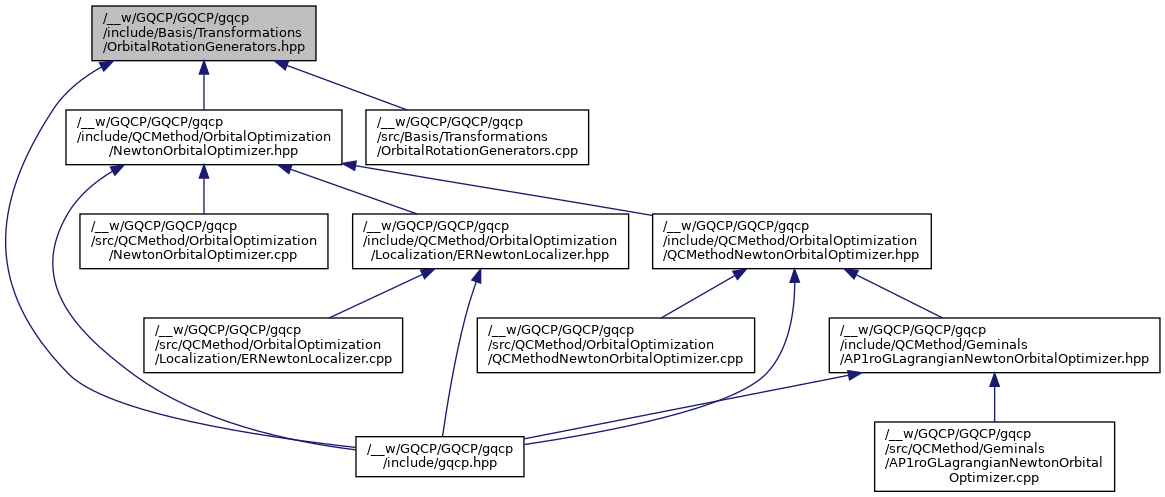 /__w/GQCP/GQCP/gqcp
/include/Basis/Transformations
/OrbitalRotationGenerators.hpp
/__w/GQCP/GQCP/gqcp
/include/QCMethod/OrbitalOptimization
/NewtonOrbitalOptimizer.hpp
/__w/GQCP/GQCP/gqcp
/src/Basis/Transformations
/OrbitalRotationGenerators.cpp
/__w/GQCP/GQCP/gqcp
/src/QCMethod/OrbitalOptimization
/NewtonOrbitalOptimizer.cpp
/__w/GQCP/GQCP/gqcp
/include/QCMethod/OrbitalOptimization
/Localization/ERNewtonLocalizer.hpp
/__w/GQCP/GQCP/gqcp
/include/QCMethod/OrbitalOptimization
/QCMethodNewtonOrbitalOptimizer.hpp
/__w/GQCP/GQCP/gqcp
/src/QCMethod/OrbitalOptimization
/Localization/ERNewtonLocalizer.cpp
/__w/GQCP/GQCP/gqcp
/src/QCMethod/OrbitalOptimization
/QCMethodNewtonOrbitalOptimizer.cpp
/__w/GQCP/GQCP/gqcp
/include/QCMethod/Geminals
/AP1roGLagrangianNewtonOrbitalOptimizer.hpp
/__w/GQCP/GQCP/gqcp
/include/gqcp.hpp
/__w/GQCP/GQCP/gqcp
/src/QCMethod/Geminals
/AP1roGLagrangianNewtonOrbital
Optimizer.cpp